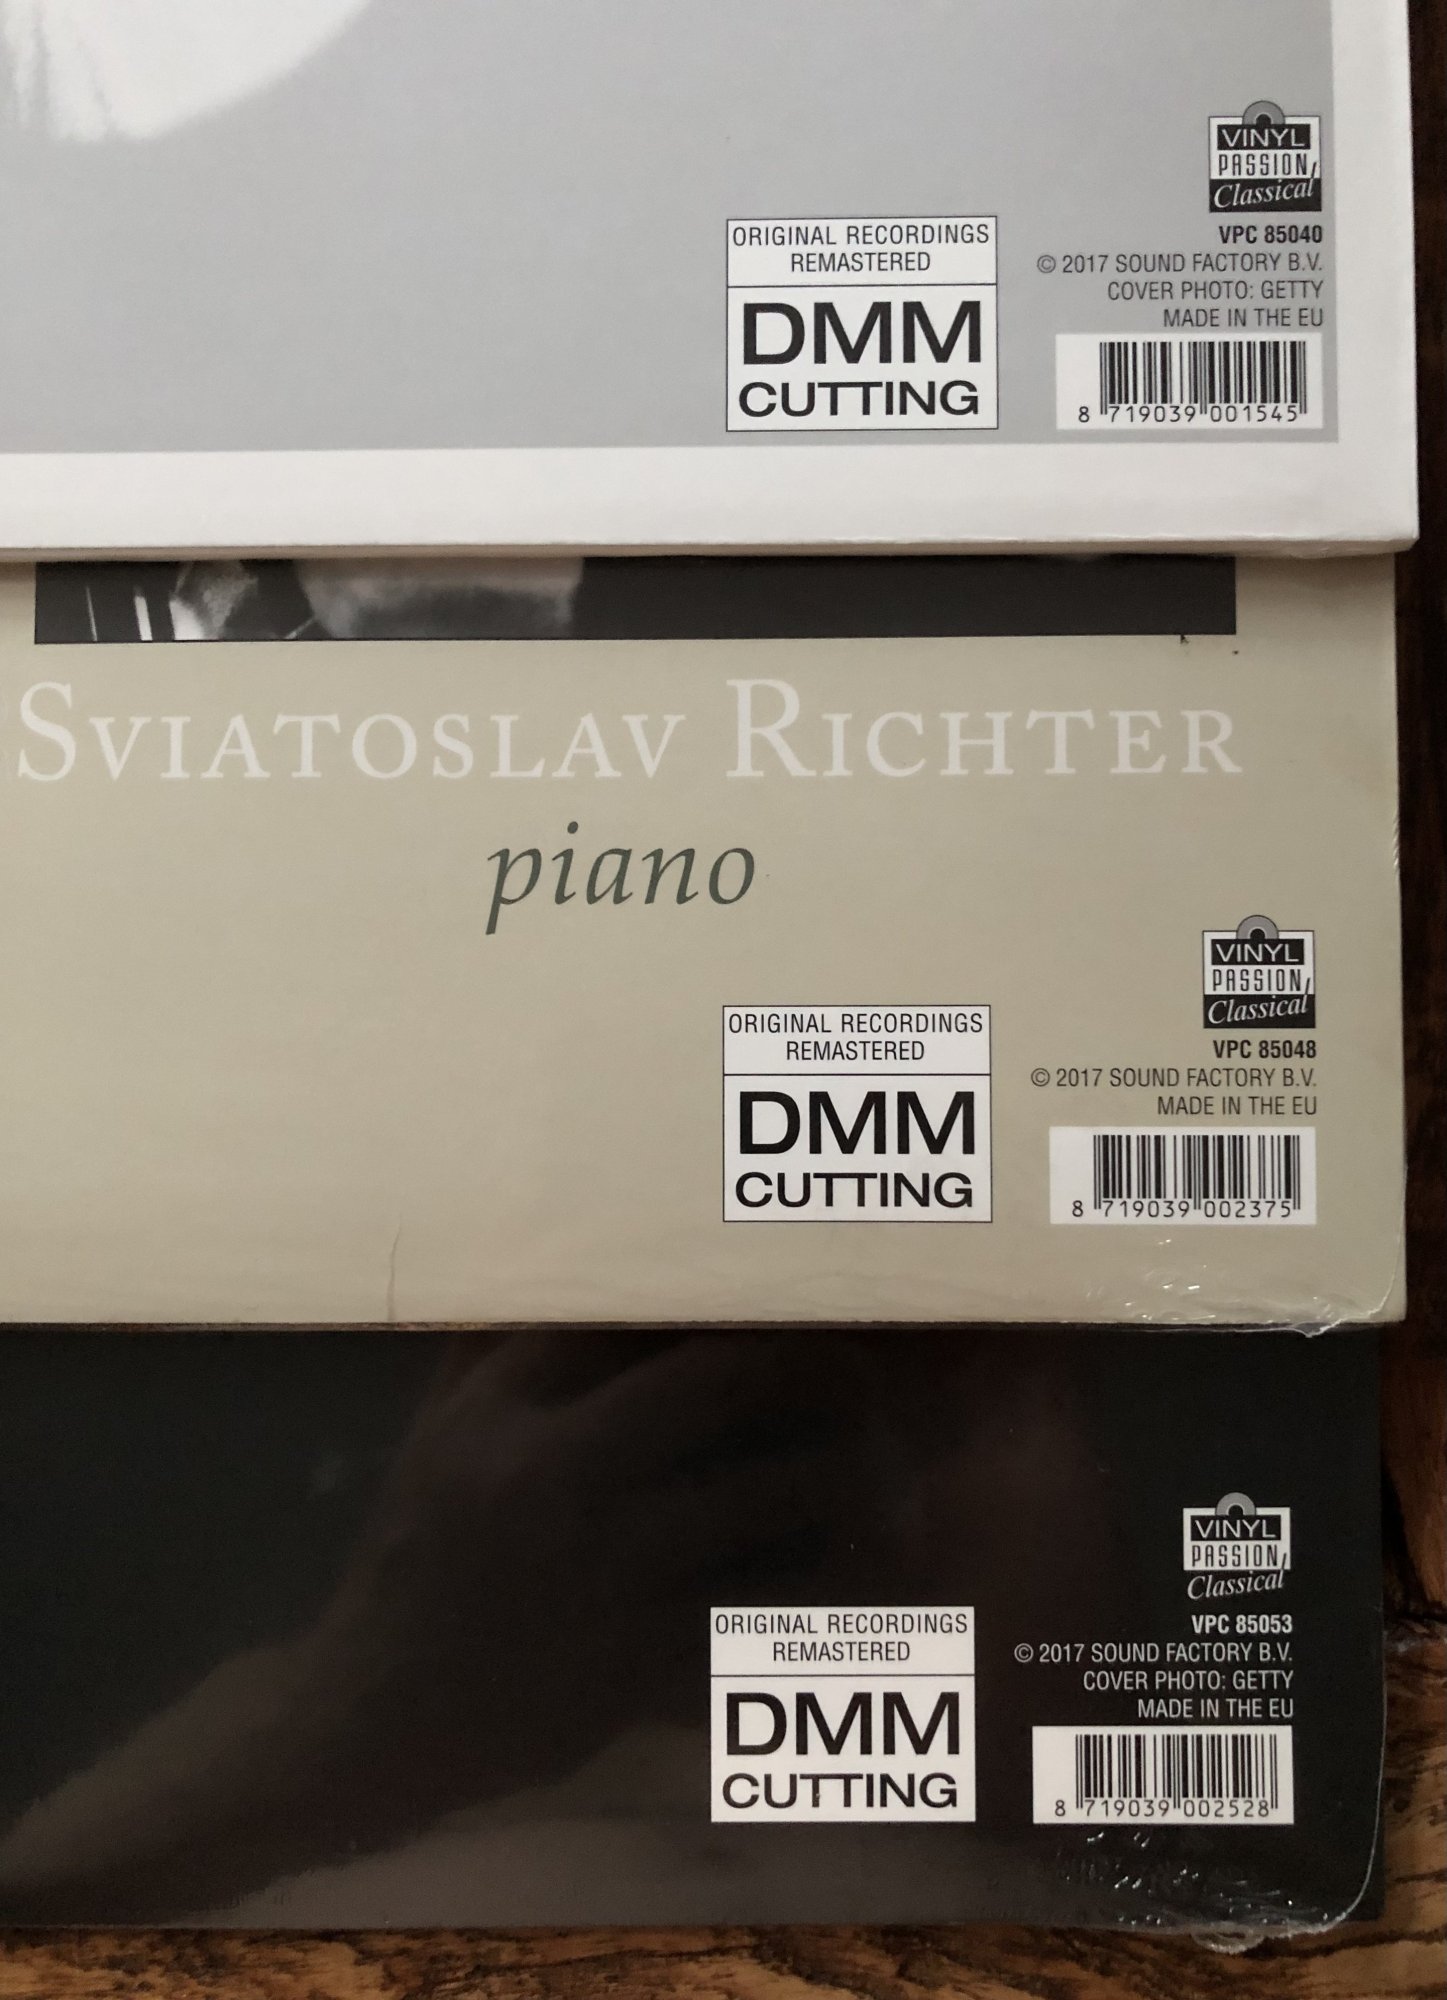 VINYL
PASSION
Classical
VPC 85040
© 2017 SOUND FACTORY B.V.
COVER PHOTO: GETTY
MADE IN THE EU
ORIGINAL RECORDINGS
REMASTERED
DMM
CUTTING
8 719039 001545
SVIATOSLAV RICHTER
piano
VINYL
PASSION
Classical
VPC 85048
© 2017 SOUND FACTORY B.V.
MADE IN THE EU
ORIGINAL RECORDINGS
REMASTERED
DMM
CUTTING
8 719039 002375
VINYL
PASSION
Classical
VPC 85053
© 2017 SOUND FACTORY B.V.
COVER PHOTO: GETTY
MADE IN THE EU
ORIGINAL RECORDINGS
REMASTERED
DMM
CUTTING
8 719039 002528